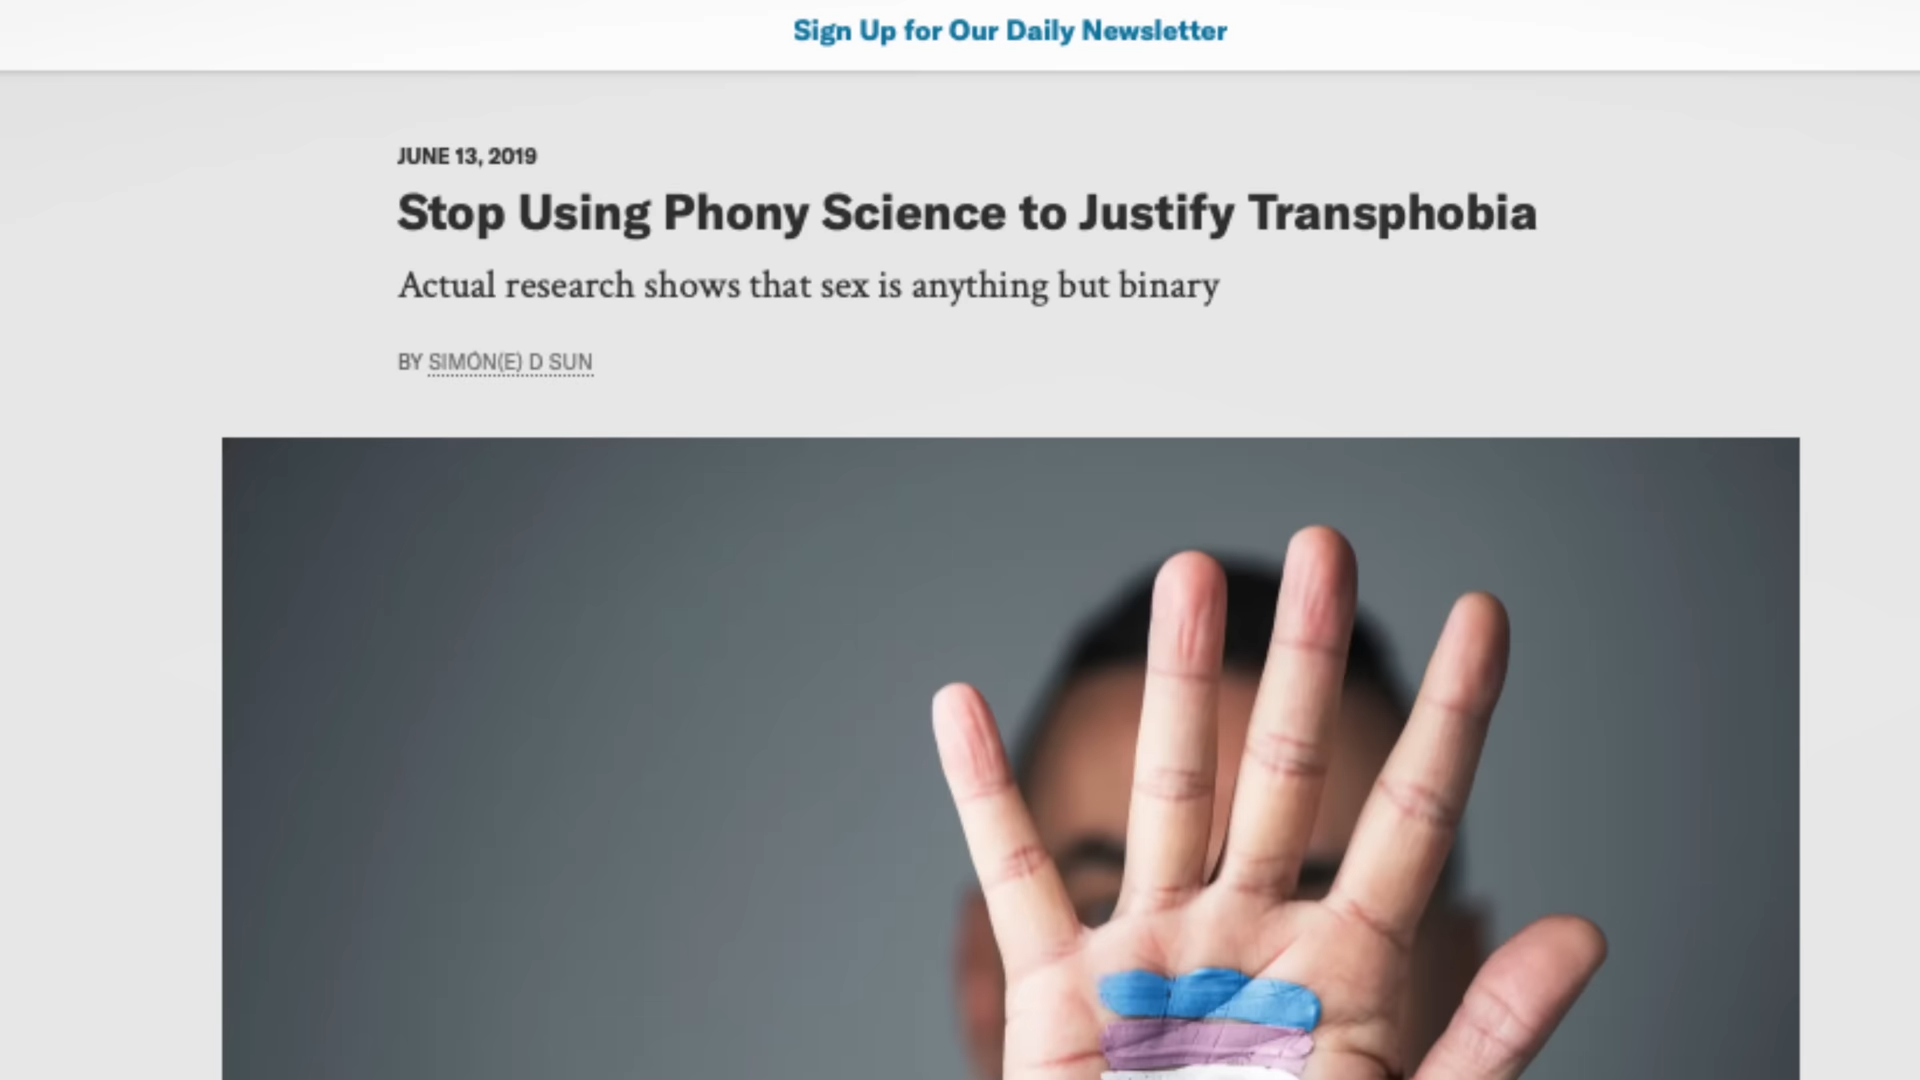 Sign Up for Our Daily Newsletter
JUNE 13, 2019
Stop Using Phony Science to Justify Transphobia
Actual research shows that sex is anything but binary
BY SIMÓN(E) D SUN